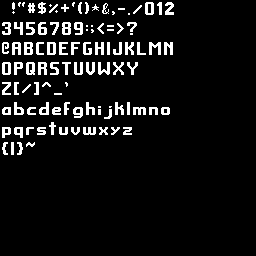 !"#$%+'()*&,-./012
3456789:;<=>?
@ABCDEFGHIJKLMN
OPQRSTUVWXY
Z[/]^_'
abcdefghijklmno
pqrstuvwxyz
{|}~